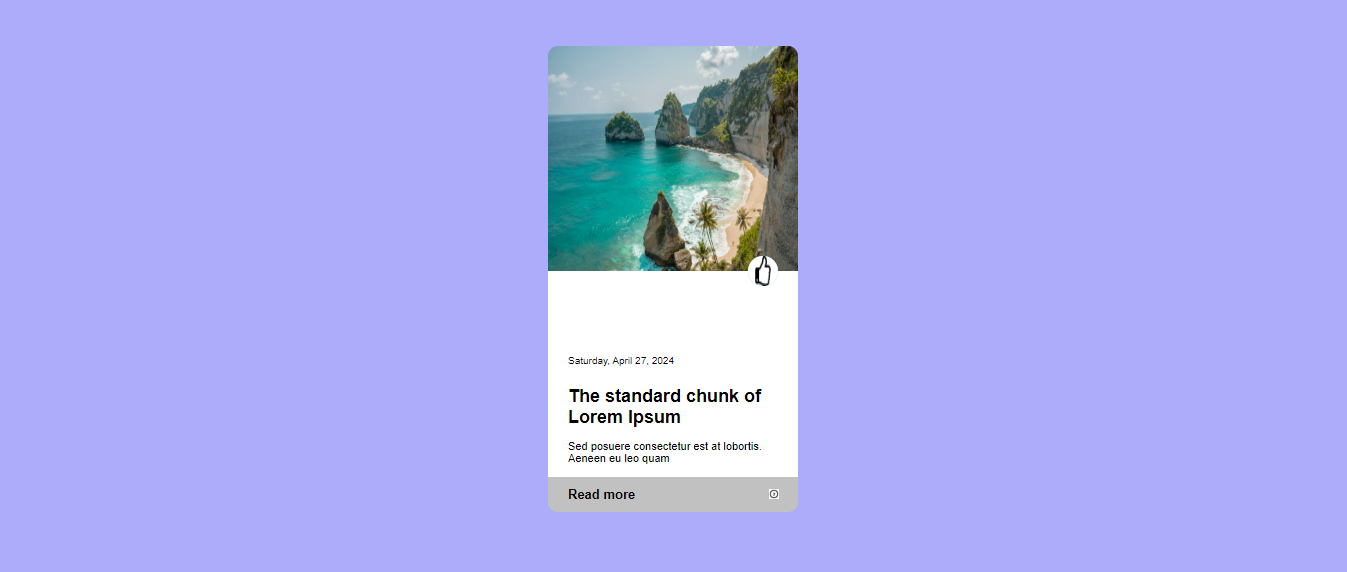 Saturday, April 27, 2024
The standard chunk of
Lorem Ipsum
Sed posuere consectetur est at lobortis.
Aeneen eu leo quam
Read more